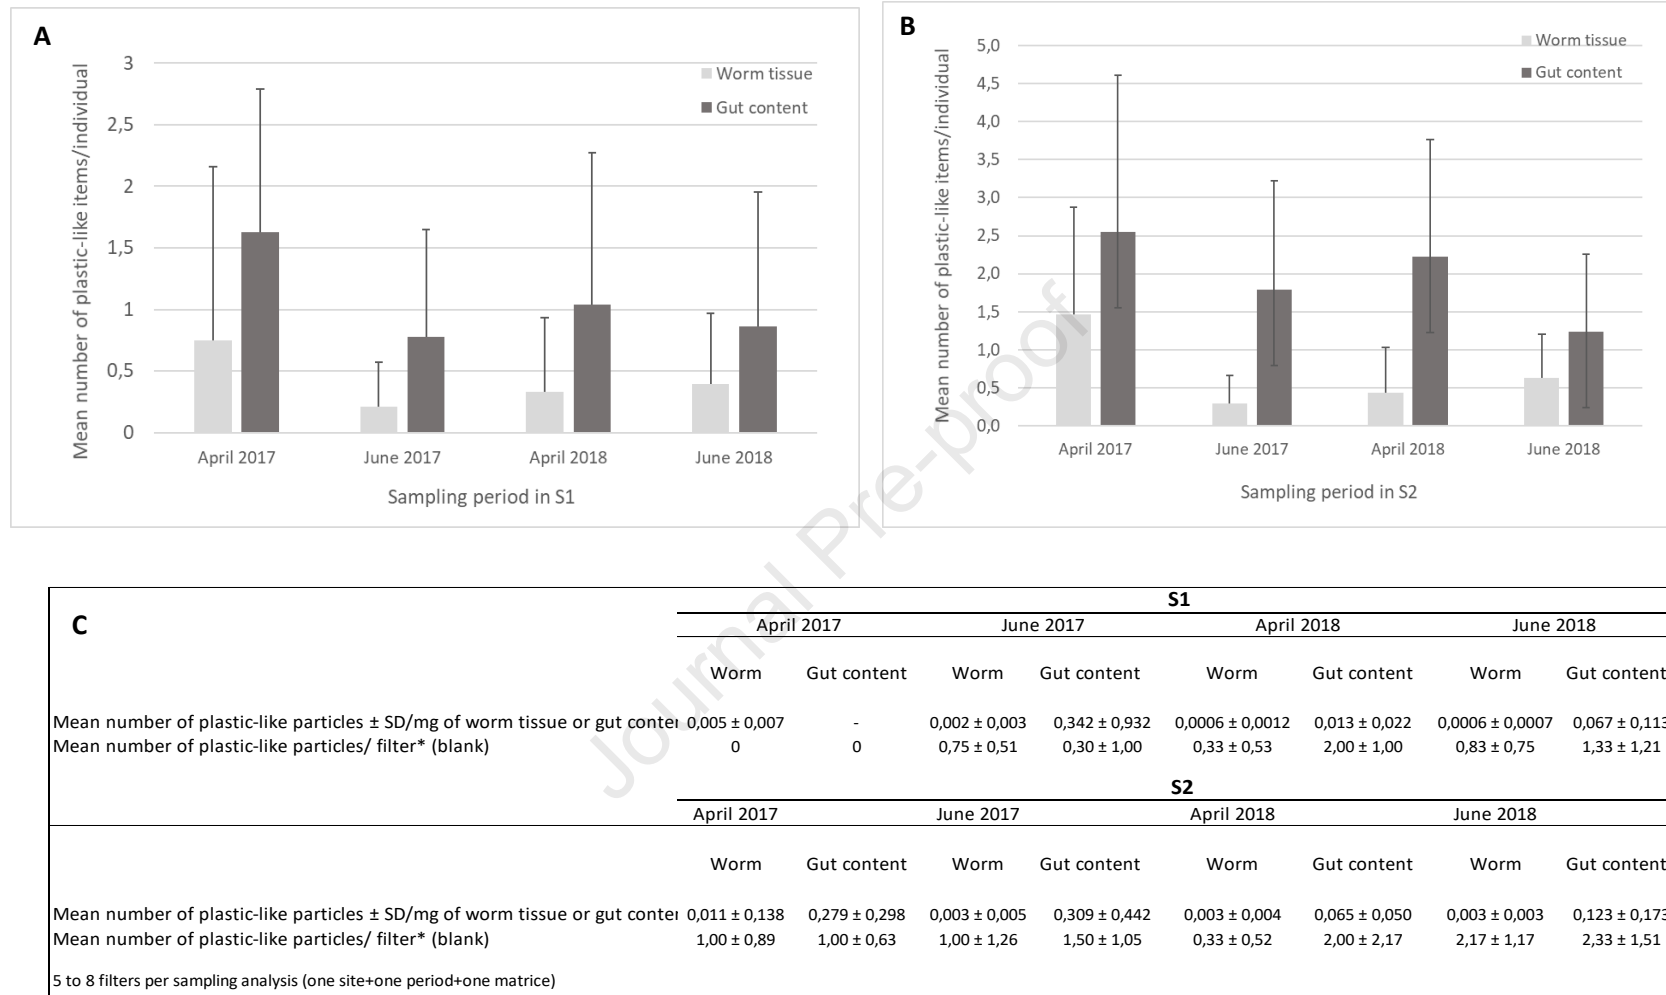 A
Mean number of plastic-like items/individual
3
2,5
2
1,5
1
0,5
0
Worm tissue
Gut content
April 2017 June 2017 April 2018 June 2018
Sampling period in S1
B
Mean number of plastic-like items/individual
5,0
4,5
4,0
3,5
3,0
2,5
2,0
1,5
1,0
0,5
0,0
Worm tissue
Gut content
April 2017 June 2017 April 2018 June 2018
Sampling period in S2
Journal Pre-proof
C
S1
April 2017 June 2017 April 2018 June 2018
Worm Gut content Worm Gut content Worm Gut content Worm Gut content
Mean number of plastic-like particles ± SD/mg of worm tissue or gut conter 0,005 ± 0,007 - 0,002 ± 0,003 0,342 ± 0,932 0,0006 ± 0,0012 0,013 ± 0,022 0,0006 ± 0,0007 0,067 ± 0,113
Mean number of plastic-like particles/ filter* (blank) 0 0 0,75 ± 0,51 0,30 ± 1,00 0,33 ± 0,53 2,00 ± 1,00 0,83 ± 0,75 1,33 ± 1,21
S2
April 2017 June 2017 April 2018 June 2018
Worm Gut content Worm Gut content Worm Gut content Worm Gut content
Mean number of plastic-like particles ± SD/mg of worm tissue or gut conter 0,011 ± 0,138 0,279 ± 0,298 0,003 ± 0,005 0,309 ± 0,442 0,003 ± 0,004 0,065 ± 0,050 0,003 ± 0,003 0,123 ± 0,173
Mean number of plastic-like particles/ filter* (blank) 1,00 ± 0,89 1,00 ± 0,63 1,00 ± 1,26 1,50 ± 1,05 0,33 ± 0,52 2,00 ± 2,17 2,17 ± 1,17 2,33 ± 1,51
5 to 8 filters per sampling analysis (one site+one period+one matrice)